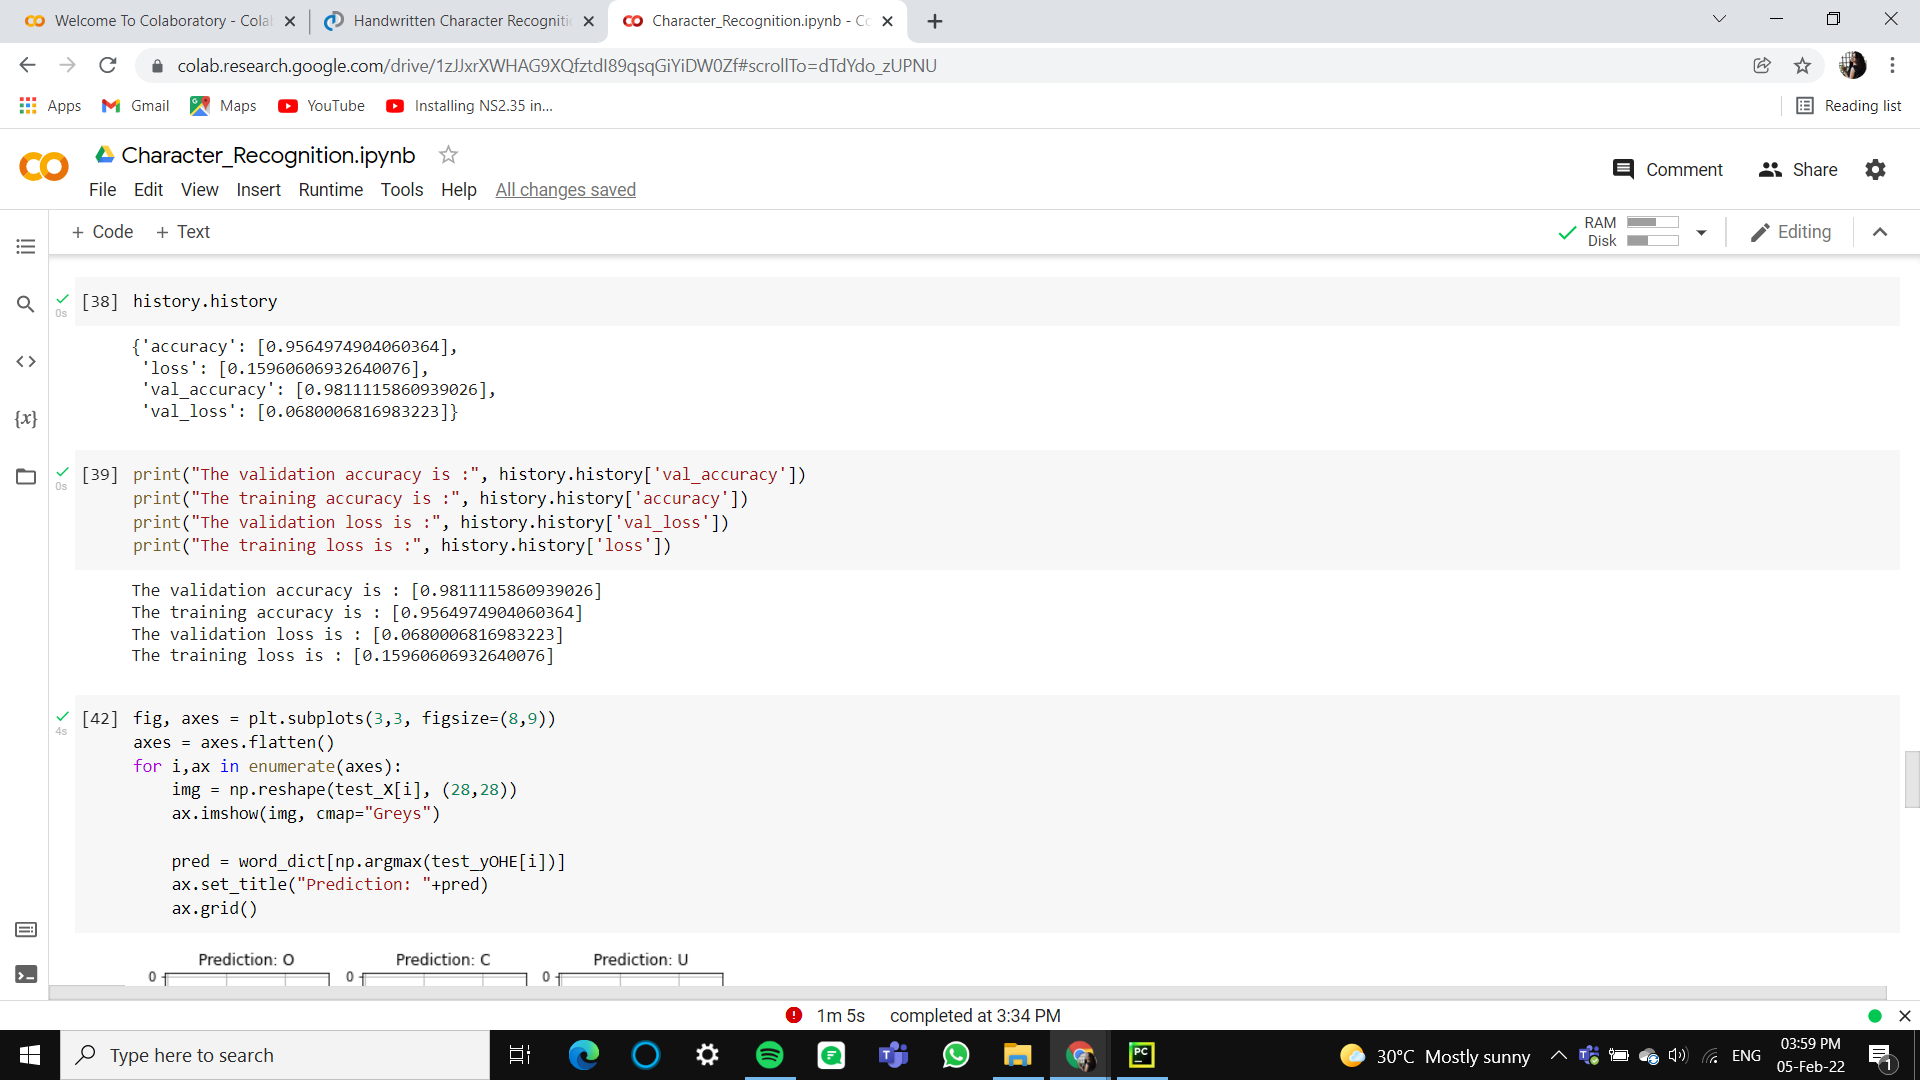 Welcome To Colaboratory - Cola
Handwritten Character Recogniti
Character_Recognition.ipynb - Co
colab.research.google.com/drive/1zJJxrXWHAG9XQfztdI89qsqGiYiDW0Zf#scrollTo=dTdYdo_zUPNU
Apps
Gmail
Maps
YouTube
Installing NS2.35 in...
Reading list
Character_Recognition.ipynb
File Edit View Insert Runtime Tools Help All changes saved
Comment
Share
+ Code + Text
RAM
Disk
Editing
[38] history.history
0s
{'accuracy': [0.9564974904060364],
'loss': [0.15960606932640076],
'val_accuracy': [0.9811115860939026],
'val_loss': [0.0680006816983223]}
{x}
[39] print("The validation accuracy is :", history.history['val_accuracy'])
0s
print("The training accuracy is :", history.history['accuracy'])
print("The validation loss is :", history.history['val_loss'])
print("The training loss is :", history.history['loss'])
The validation accuracy is : [0.9811115860939026]
The training accuracy is : [0.9564974904060364]
The validation loss is : [0.0680006816983223]
The training loss is : [0.15960606932640076]
[42] fig, axes = plt.subplots(3,3, figsize=(8,9))
4s
axes = axes.flatten()
for i,ax in enumerate(axes):
img = np.reshape(test_X[i], (28,28))
ax.imshow(img, cmap="Greys")
pred = word_dict[np.argmax(test_yOHE[i])]
ax.set_title("Prediction: "+pred)
ax.grid()
Prediction: O Prediction: C Prediction: U
0 0 0
1m 5s completed at 3:34 PM
Type here to search
PC
30°C Mostly sunny
ENG
03:59 PM
05-Feb-22
1